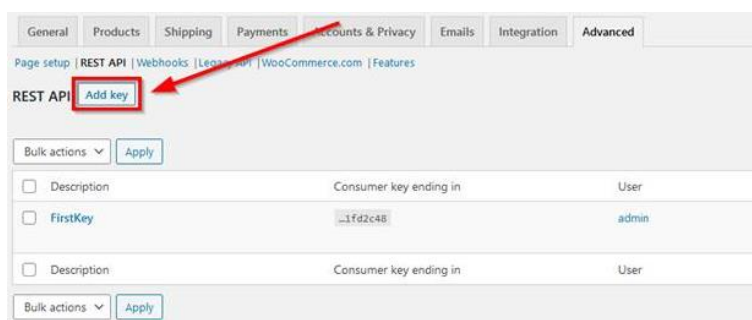 General Products Shipping Payments Accounts & Privacy Emails Integration Advanced
Page setup | REST API | Webhooks | Legacy API | WooCommerce.com | Features
REST API Add key
Bulk actions Apply
Description Consumer key ending in User
FirstKey …1fd2c48 admin
Description Consumer key ending in User
Bulk actions Apply